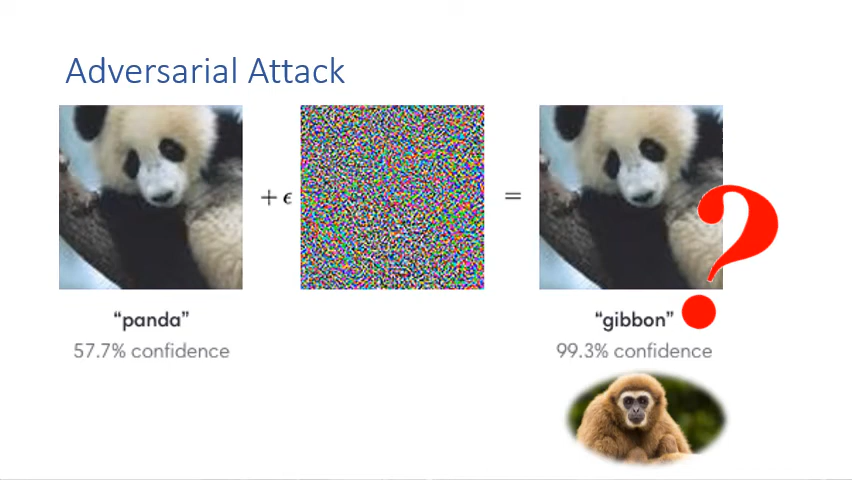 Adversarial Attack
+ ϵ
=
?
“panda”
“gibbon”
57.7% confidence
99.3% confidence